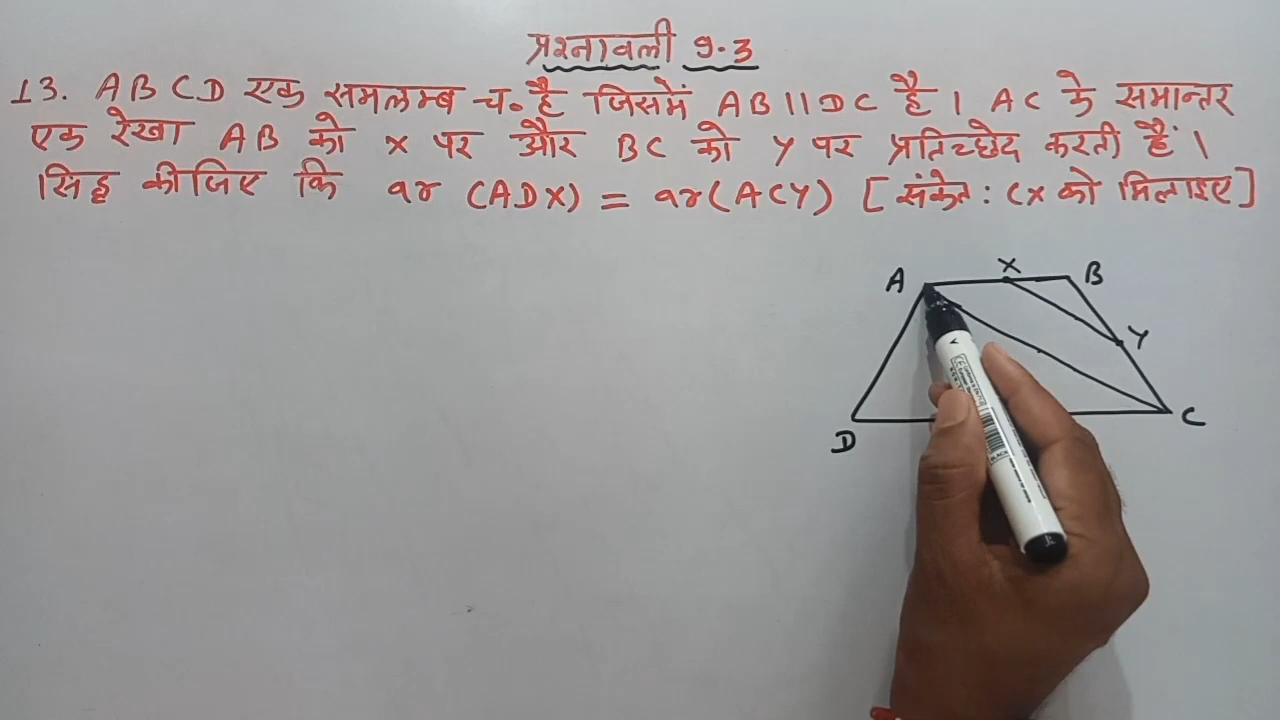 प्रश्नावली 9.3
13. ABCD एक समलम्ब च. है जिसमें AB || DC है । AC के समान्तर
एक रेखा AB को X पर और BC को Y पर प्रतिच्छेद करती हैं ।
सिद्ध कीजिए कि ar (ADX) = ar (ACY) [संकेत : CX को मिलाइए]
X
A B
Y
C
D
BLACK